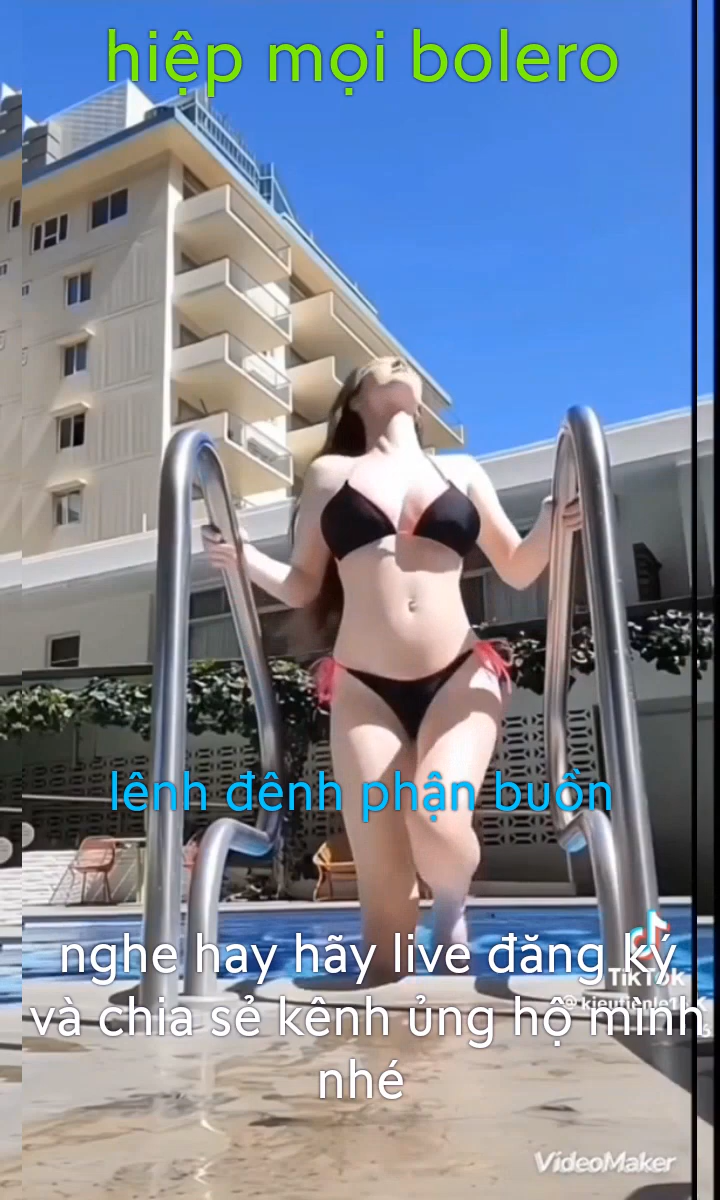 hiệp mọi bolero
lênh đênh phận buồn
nghe hay hãy live đăng ký
TikTok
và chia sẻ kênh ủng hộ mình
nhé
VideoMaker